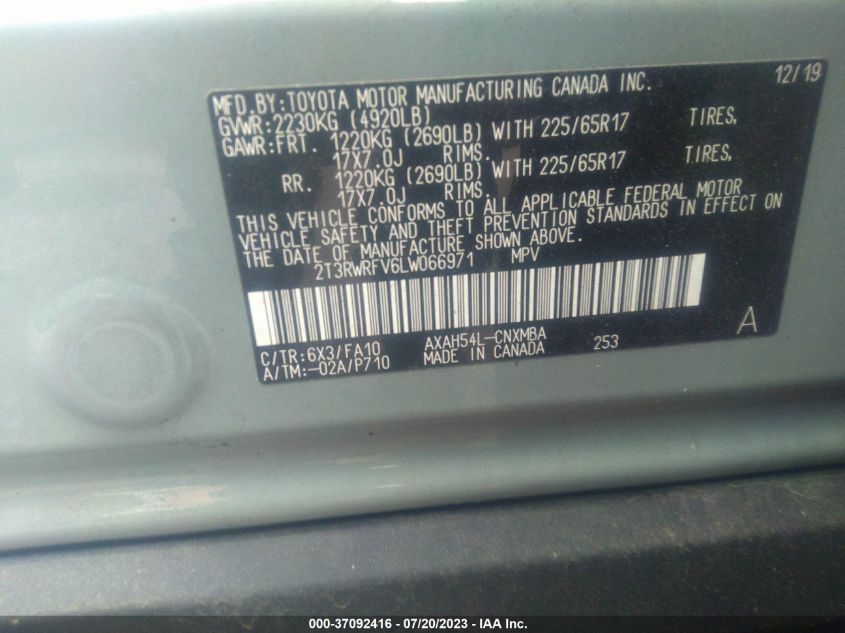 12/19
MFD.BY:TOYOTA MOTOR MANUFACTURING CANADA INC.
GVWR:2230KG (4920LB)
GAWR:FRT. 1220KG (2690LB) WITH 225/65R17 TIRES,
17X7.0J RIMS.
RR. 1220KG (2690LB) WITH 225/65R17 TIRES,
17X7.0J RIMS.
THIS VEHICLE CONFORMS TO ALL APPLICABLE FEDERAL MOTOR
VEHICLE SAFETY AND THEFT PREVENTION STANDARDS IN EFFECT ON
THE DATE OF MANUFACTURE SHOWN ABOVE.
2T3RWRFV6LW066971 MPV
C/TR:6X3/FA10 AXAH54L-CNXMBA 253 A
A/TM:-02A/P710 MADE IN CANADA
000-37092416 - 07/20/2023 - IAA Inc.